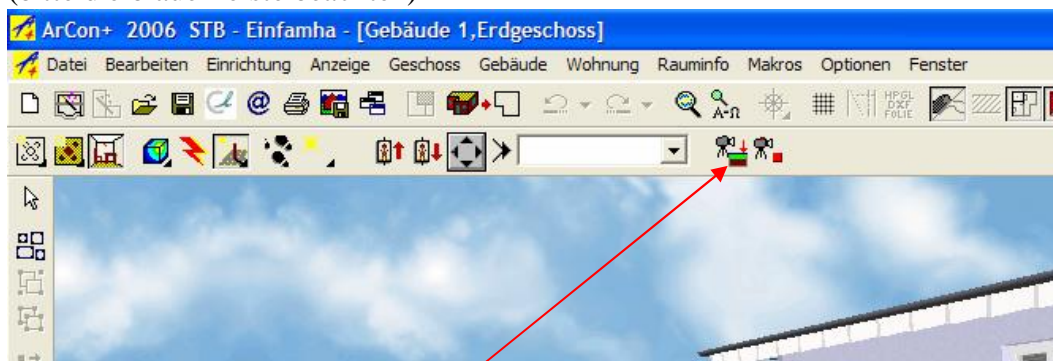 ArCon+ 2006 STB - Einfamha - [Gebäude 1,Erdgeschoss]
Datei Bearbeiten Einrichtung Anzeige Geschoss Gebäude Wohnung Rauminfo Makros Optionen Fenster
A-Ω HPGL DXF FOLIE